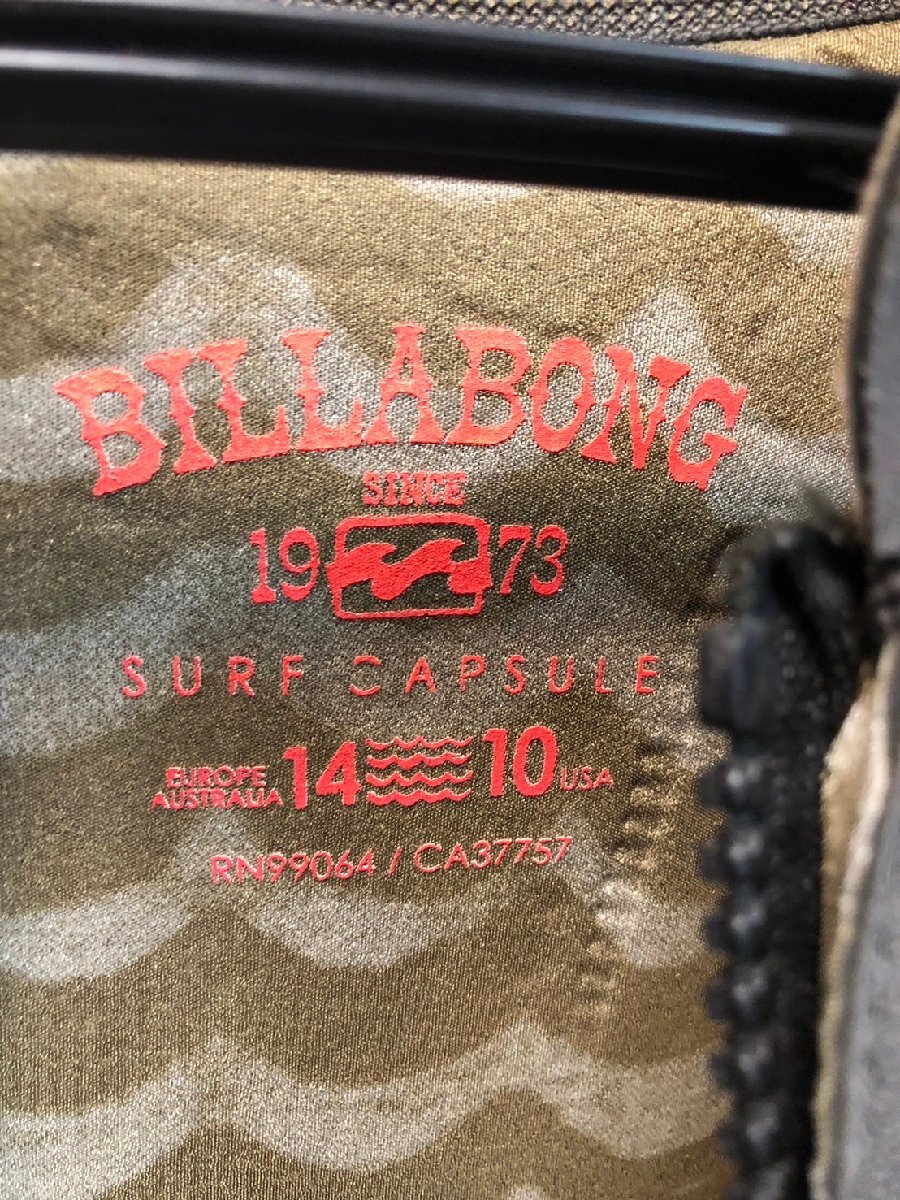 BILLABONG
SINCE
19 73
SURF CAPSULE
EUROPE AUSTRALIA 14 10 USA
RN99064 / CA37757